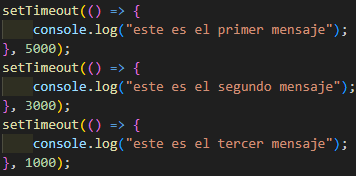 setTimeout(() => {
    console.log("este es el primer mensaje");
}, 5000);
setTimeout(() => {
    console.log("este es el segundo mensaje");
}, 3000);
setTimeout(() => {
    console.log("este es el tercer mensaje");
}, 1000);